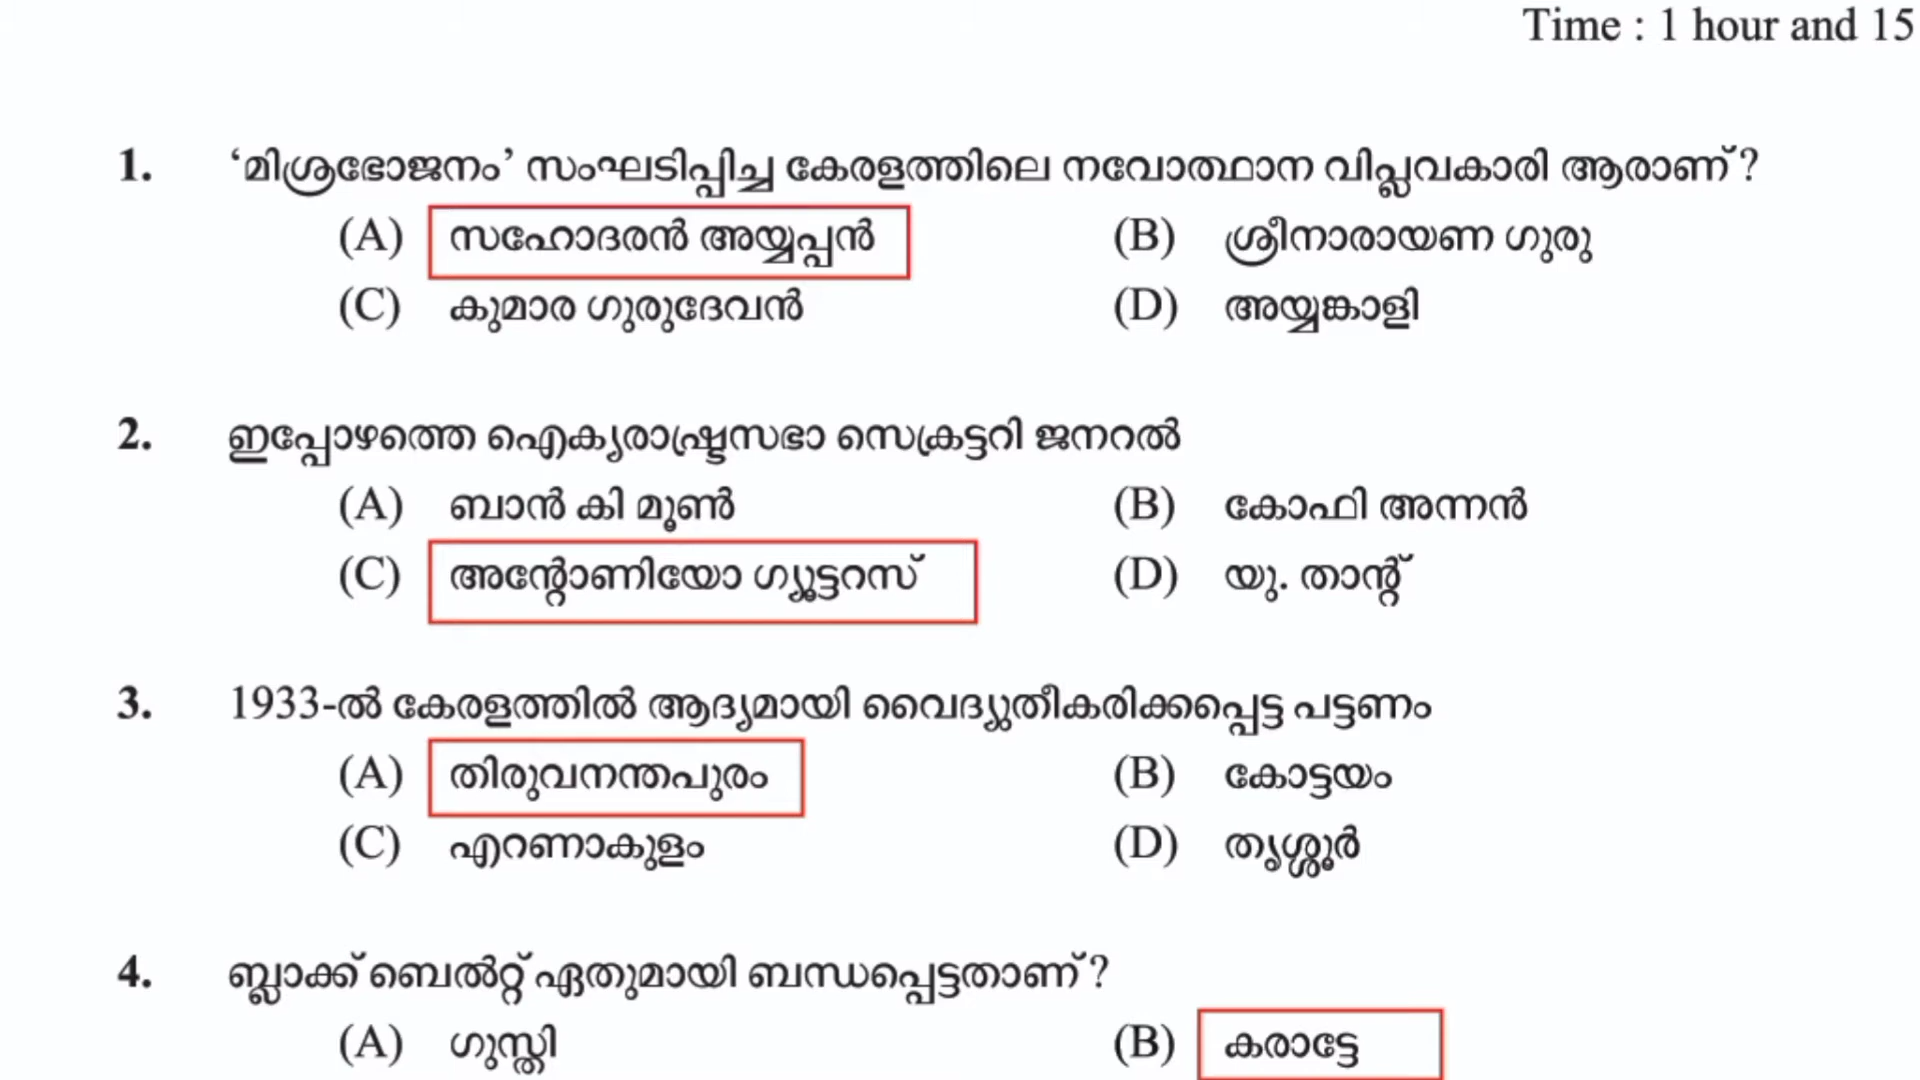 Time : 1 hour and 15
1. ‘മിശ്രഭോജനം’ സംഘടിപ്പിച്ച കേരളത്തിലെ നവോത്ഥാന വിപ്ലവകാരി ആരാണ്?
(A) സഹോദരൻ അയ്യപ്പൻ (B) ശ്രീനാരായണ ഗുരു
(C) കുമാര ഗുരുദേവൻ (D) അയ്യങ്കാളി
2. ഇപ്പോഴത്തെ ഐക്യരാഷ്ട്രസഭാ സെക്രട്ടറി ജനറൽ
(A) ബാൻ കി മൂൺ (B) കോഫി അന്നൻ
(C) അന്റോണിയോ ഗ്യൂട്ടറസ് (D) യു. താന്റ്
3. 1933-ൽ കേരളത്തിൽ ആദ്യമായി വൈദ്യുതീകരിക്കപ്പെട്ട പട്ടണം
(A) തിരുവനന്തപുരം (B) കോട്ടയം
(C) എറണാകുളം (D) തൃശ്ശൂർ
4. ബ്ലാക്ക് ബെൽറ്റ് ഏതുമായി ബന്ധപ്പെട്ടതാണ്?
(A) ഗുസ്തി (B) കരാട്ടേ